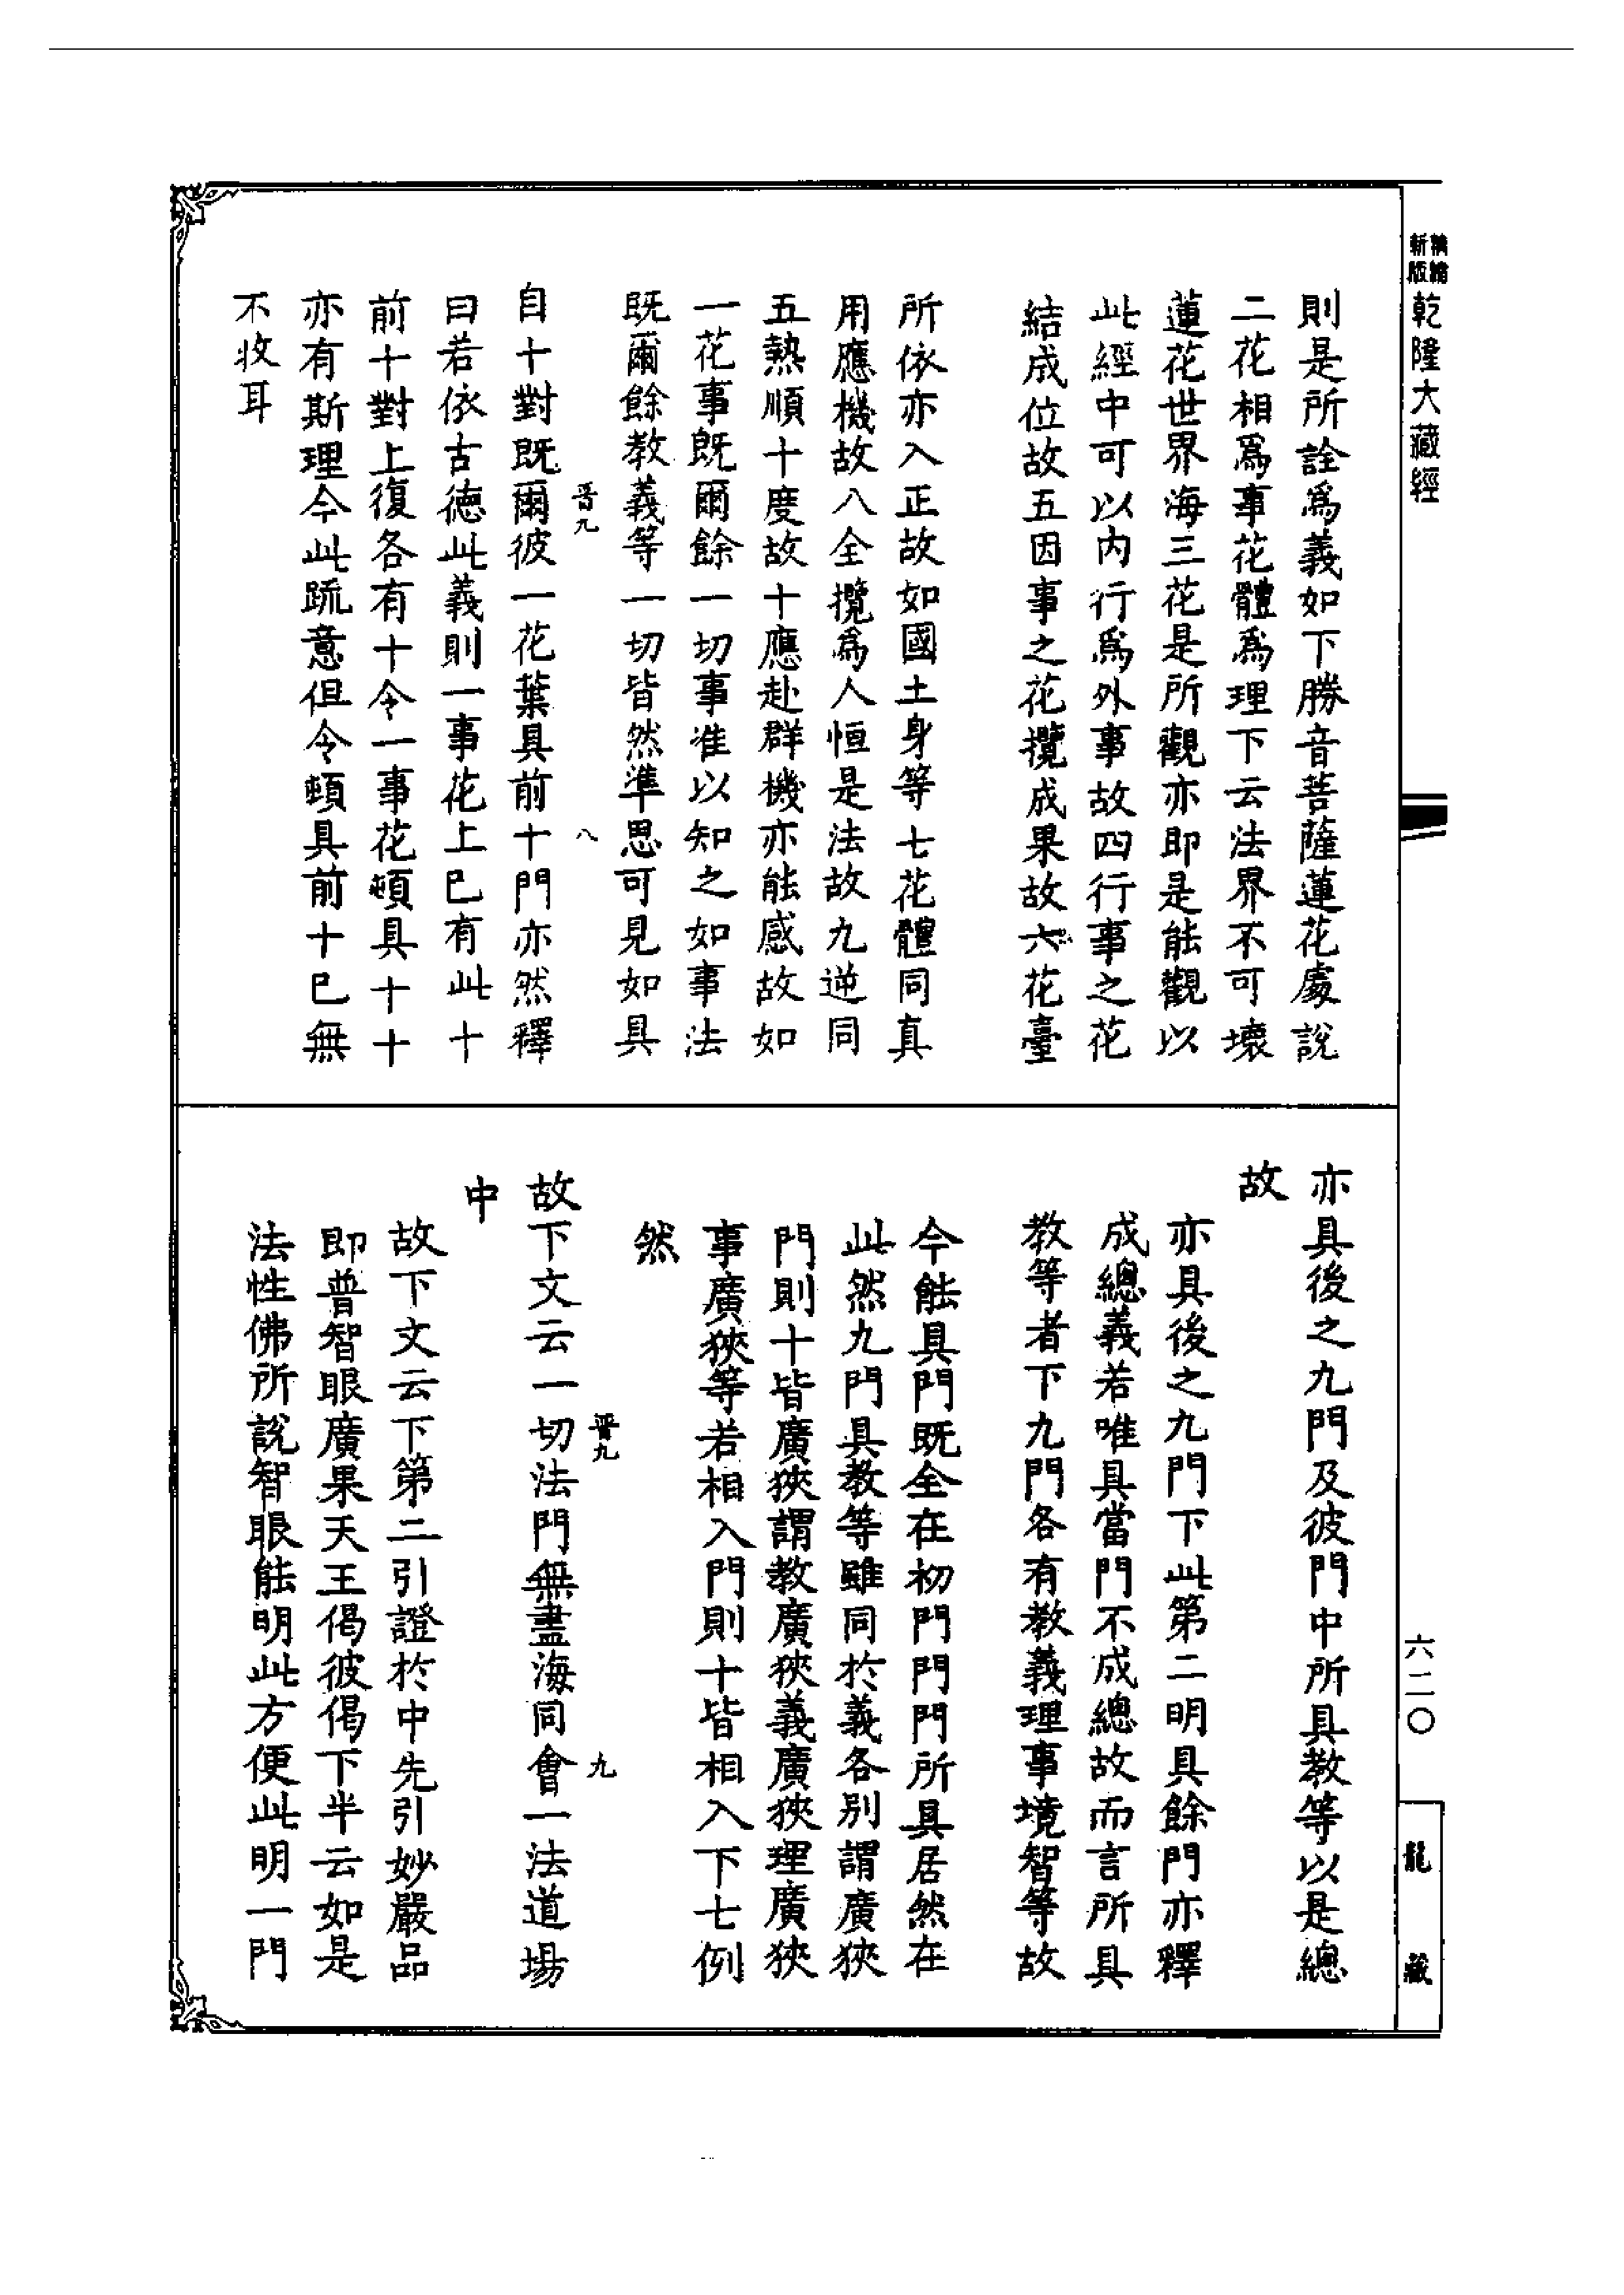 精繪
新版
乾隆大藏經
則是所詮為義如下勝音菩薩蓮花處說
二花相為事花體為理下云法界不可壞
蓮花世界海三花是所觀亦即是能觀以
此經中可以內行為外事故四行事之花
結成位故五因事之花攬成果故六花臺
所依亦入正故如國土身等七花體同真
用應機故八全攬為人恒是法故九逆同
五熱順十度故十應赴群機亦能感故如
一花事既爾餘一切事准以知之如事法
既爾餘教義等一切皆然準思可見如具
晋九
八
自十對既爾彼一花葉具前十門亦然釋
曰若依古德此義則一事花上已有此十
前十對上復各有十令一事花頓具十十
亦有斯理今此䟽意但令頓具前十已無
不收耳
亦具後之九門及彼門中所具教等以是總
故
亦具後之九門下此第二明具餘門亦釋
成總義若唯具當門不成總故而言所具
教等者下九門各有教義理事境智等故
今能具門既全在初門門門所具居然在
此然九門具教等雖同於義各別謂廣狹
門則十皆廣狹謂教廣狹義廣狹理廣狹
事廣狹等若相入門則十皆相入下七例
然
晋九
九
故下文云一切法門無盡海同會一法道場
中
故下文云下第二引證於中先引妙嚴品
即普智眼廣果天王偈彼偈下半云如是
法性佛所說智眼能明此方便此明一門
六二〇
龍藏